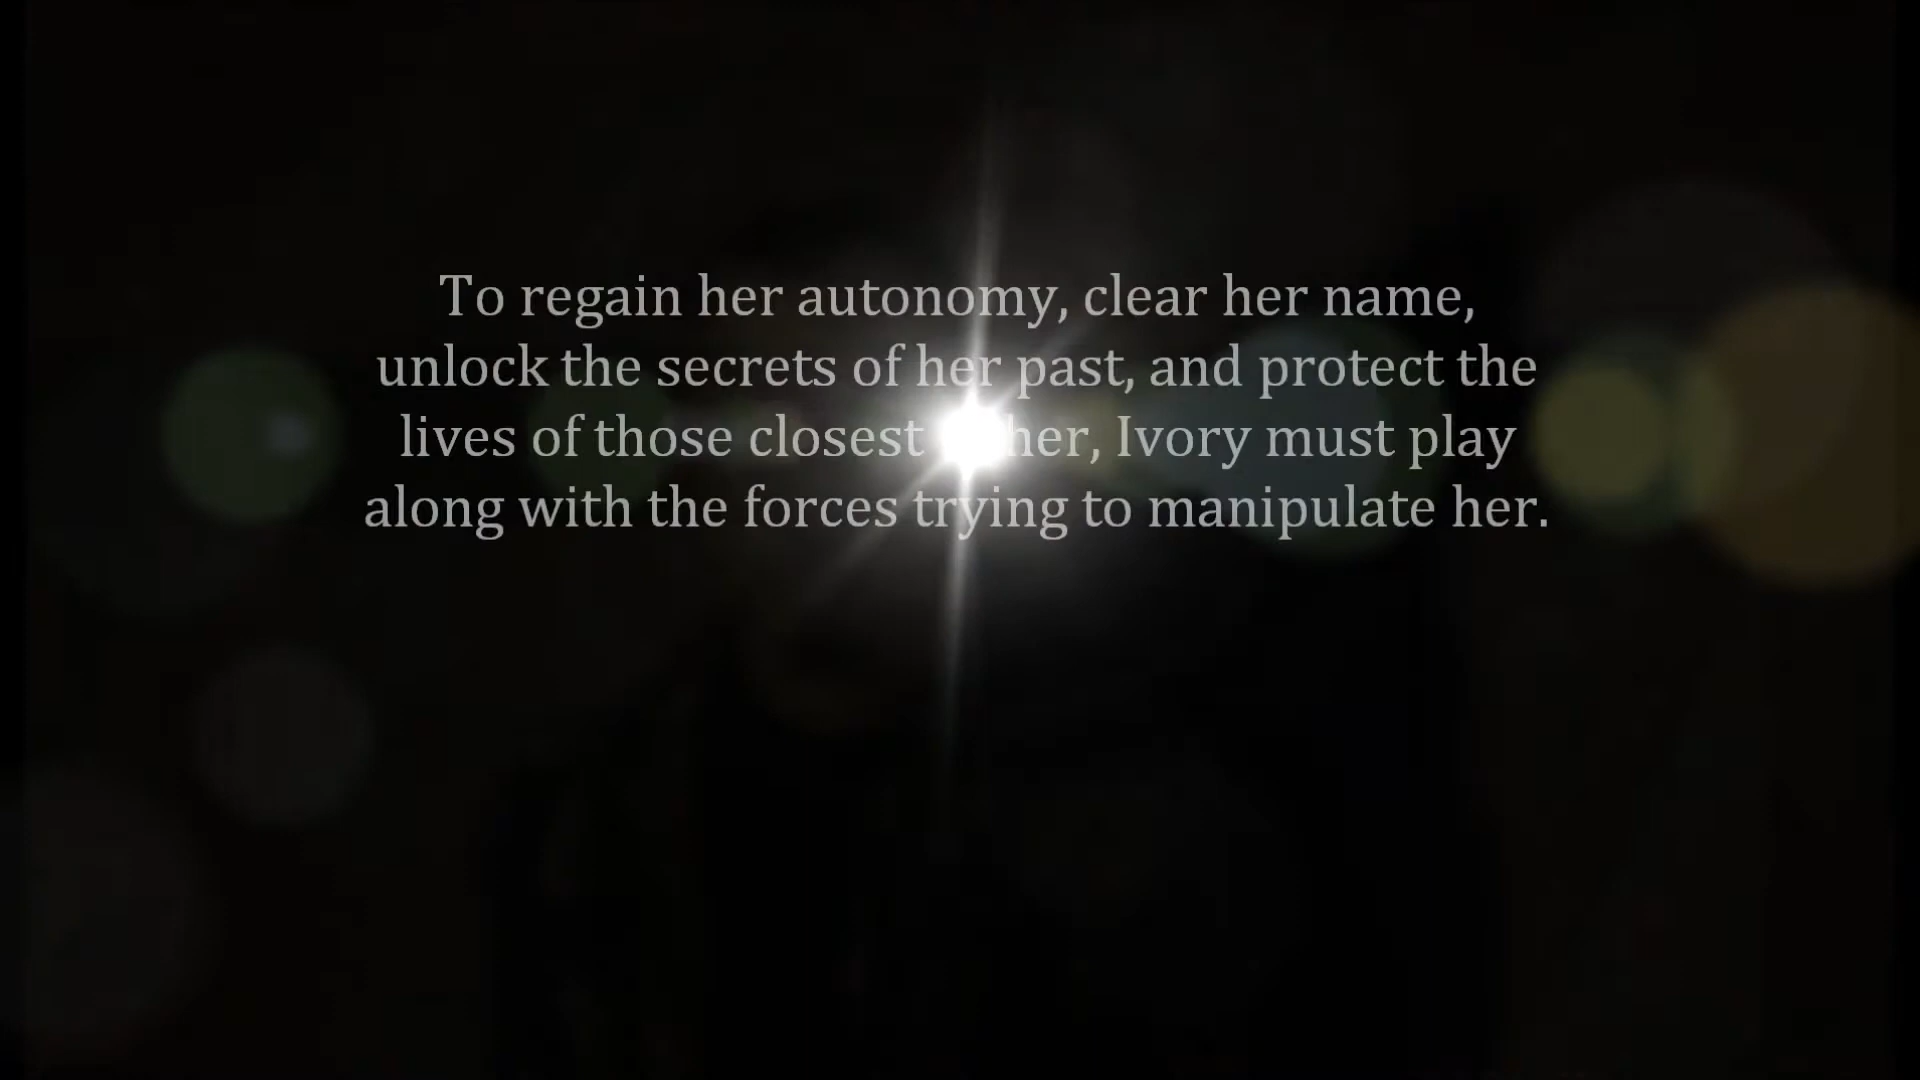 To regain her autonomy, clear her name,
unlock the secrets of her past, and protect the
lives of those closest her, Ivory must play
along with the forces trying to manipulate her.